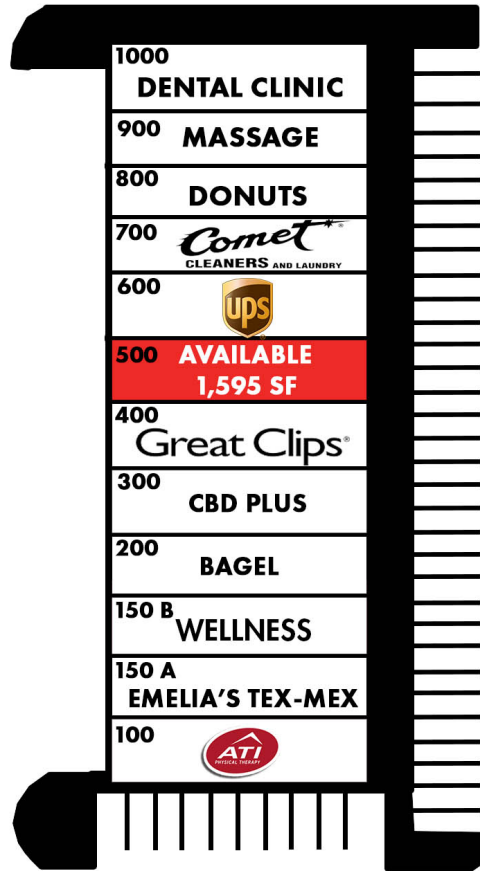 1000
DENTAL CLINIC
900
MASSAGE
800
DONUTS
700
Comet®
CLEANERS AND LAUNDRY
600
ups
500 AVAILABLE
1,595 SF
400
Great Clips®
300
CBD PLUS
200
BAGEL
150 B
WELLNESS
150 A
EMELIA'S TEX-MEX
100
ATI
PHYSICAL THERAPY